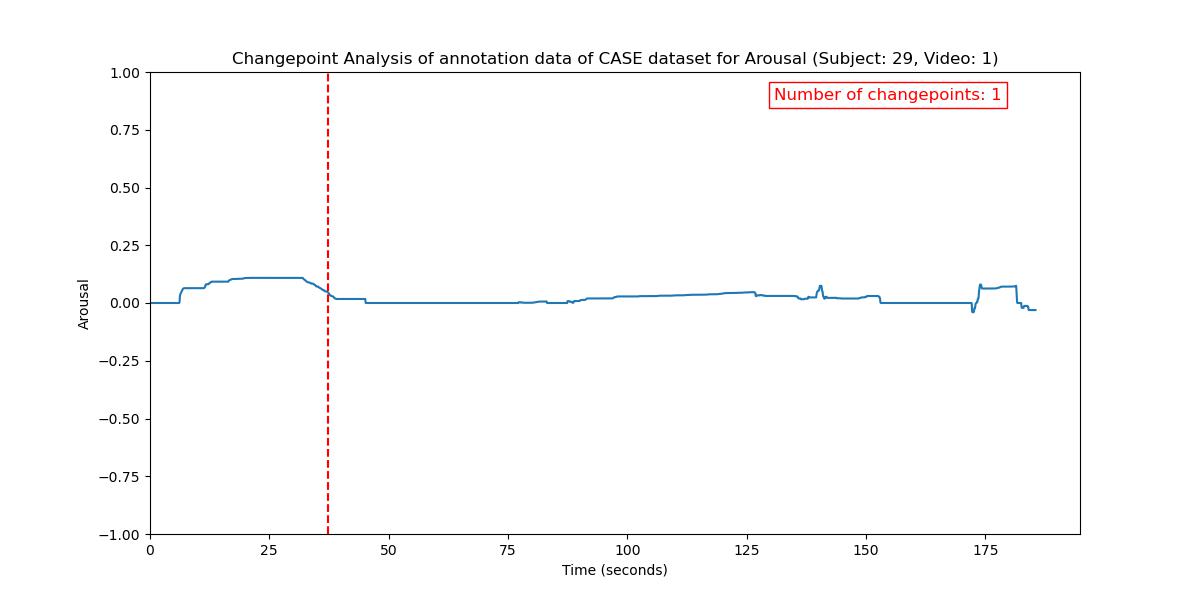 Changepoint Analysis of annotation data of CASE dataset for Arousal (Subject: 29, Video: 1)
Number of changepoints: 1
1.00
0.75
0.50
0.25
0.00
−0.25
−0.50
−0.75
−1.00
Arousal
0 25 50 75 100 125 150 175
Time (seconds)